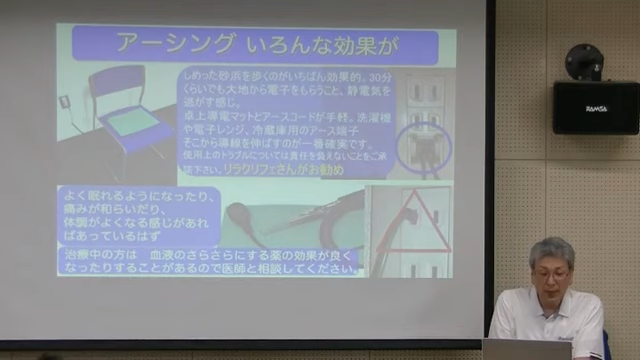 アーシング いろんな効果が
しめった砂浜を歩くのがいちばん効果的。30分
くらいでも大地から電子をもらうこと、静電気を
逃がす感じ。
卓上導電マットとアースコードが手軽。洗濯機
や電子レンジ、冷蔵庫用のアース端子
そこから導線を伸ばすのが一番確実です。
使用上のトラブルについては責任を負えないことをご承
下さい。リラクリフェさんがお勧め
よく眠れるようになったり、
痛みが和らいだり、
体調がよくなる感じがあれ
ばあっているはず
治療中の方は 血液のさらさらにする薬の効果が良く
なったりすることがあるので医師と相談してください。
RAMSA